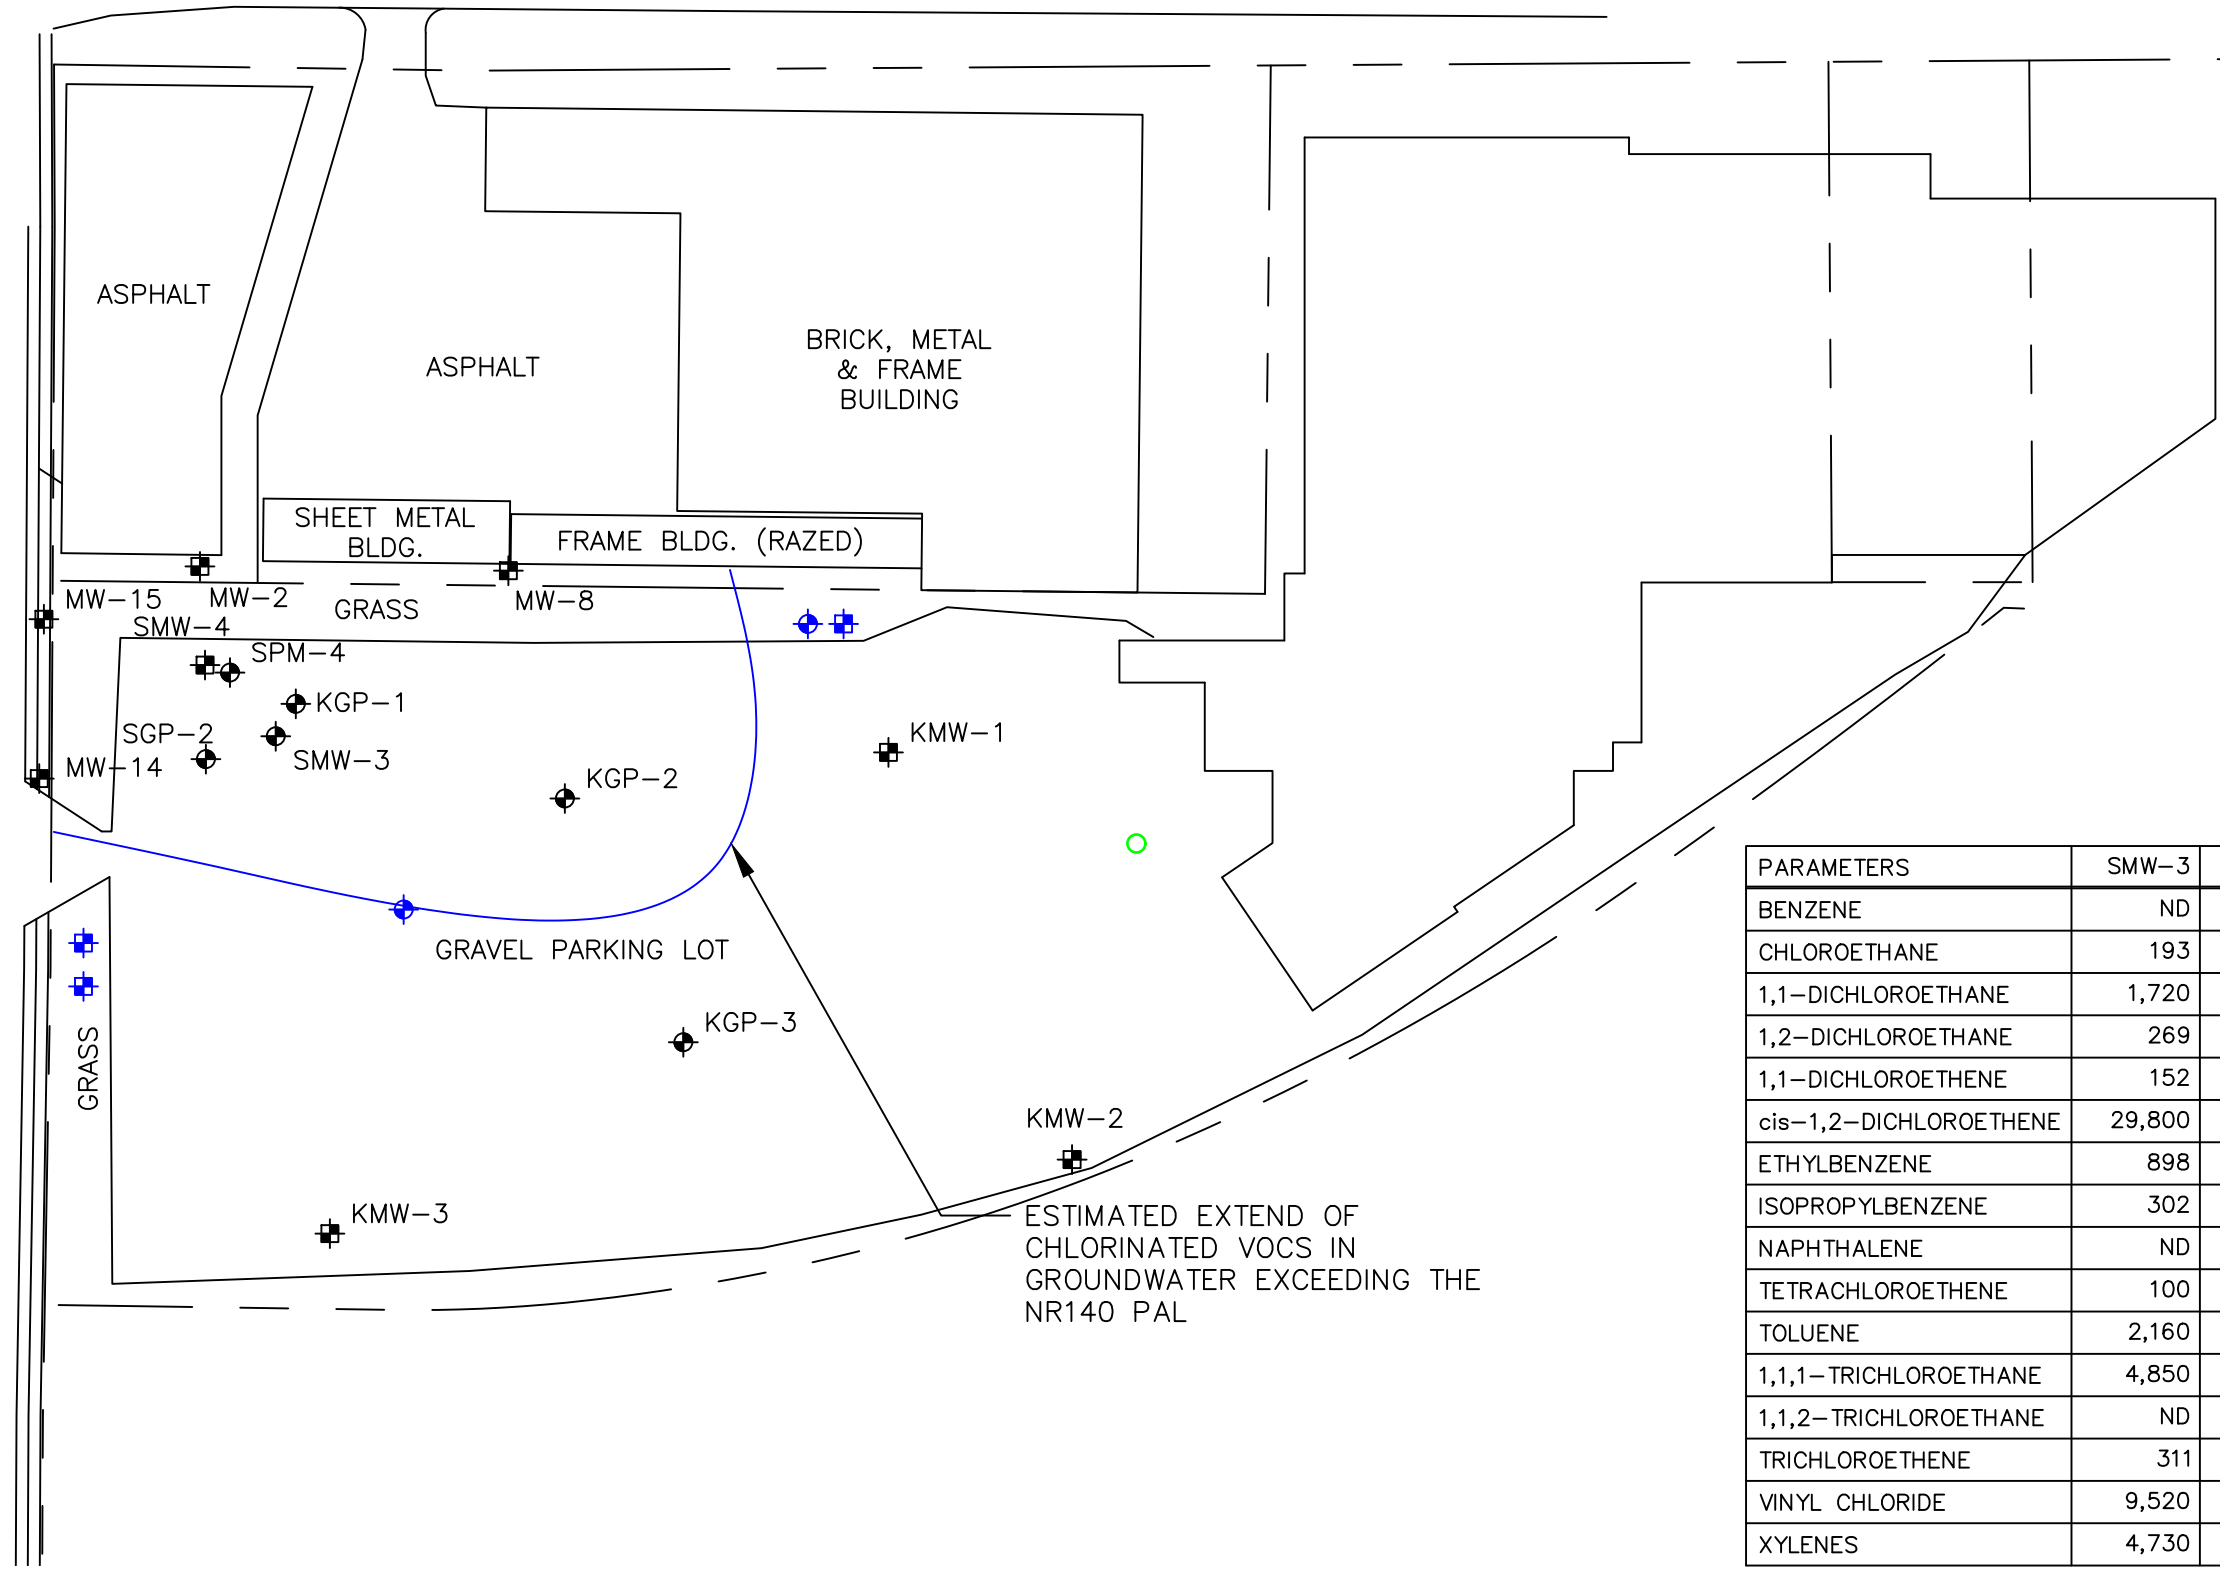 ASPHALT
ASPHALT
BRICK, METAL
& FRAME
BUILDING
SHEET METAL
BLDG.
FRAME BLDG. (RAZED)
MW-15
MW-2
MW-8
GRASS
SMW-4
SPM-4
KGP-1
SGP-2
SMW-3
MW-14
KGP-2
KMW-1
GRAVEL PARKING LOT
KGP-3
GRASS
KMW-2
KMW-3
ESTIMATED EXTEND OF
CHLORINATED VOCS IN
GROUNDWATER EXCEEDING THE
NR140 PAL
PARAMETERS SMW-3
BENZENE ND
CHLOROETHANE 193
1,1-DICHLOROETHANE 1,720
1,2-DICHLOROETHANE 269
1,1-DICHLOROETHENE 152
cis-1,2-DICHLOROETHENE 29,800
ETHYLBENZENE 898
ISOPROPYLBENZENE 302
NAPHTHALENE ND
TETRACHLOROETHENE 100
TOLUENE 2,160
1,1,1-TRICHLOROETHANE 4,850
1,1,2-TRICHLOROETHANE ND
TRICHLOROETHENE 311
VINYL CHLORIDE 9,520
XYLENES 4,730